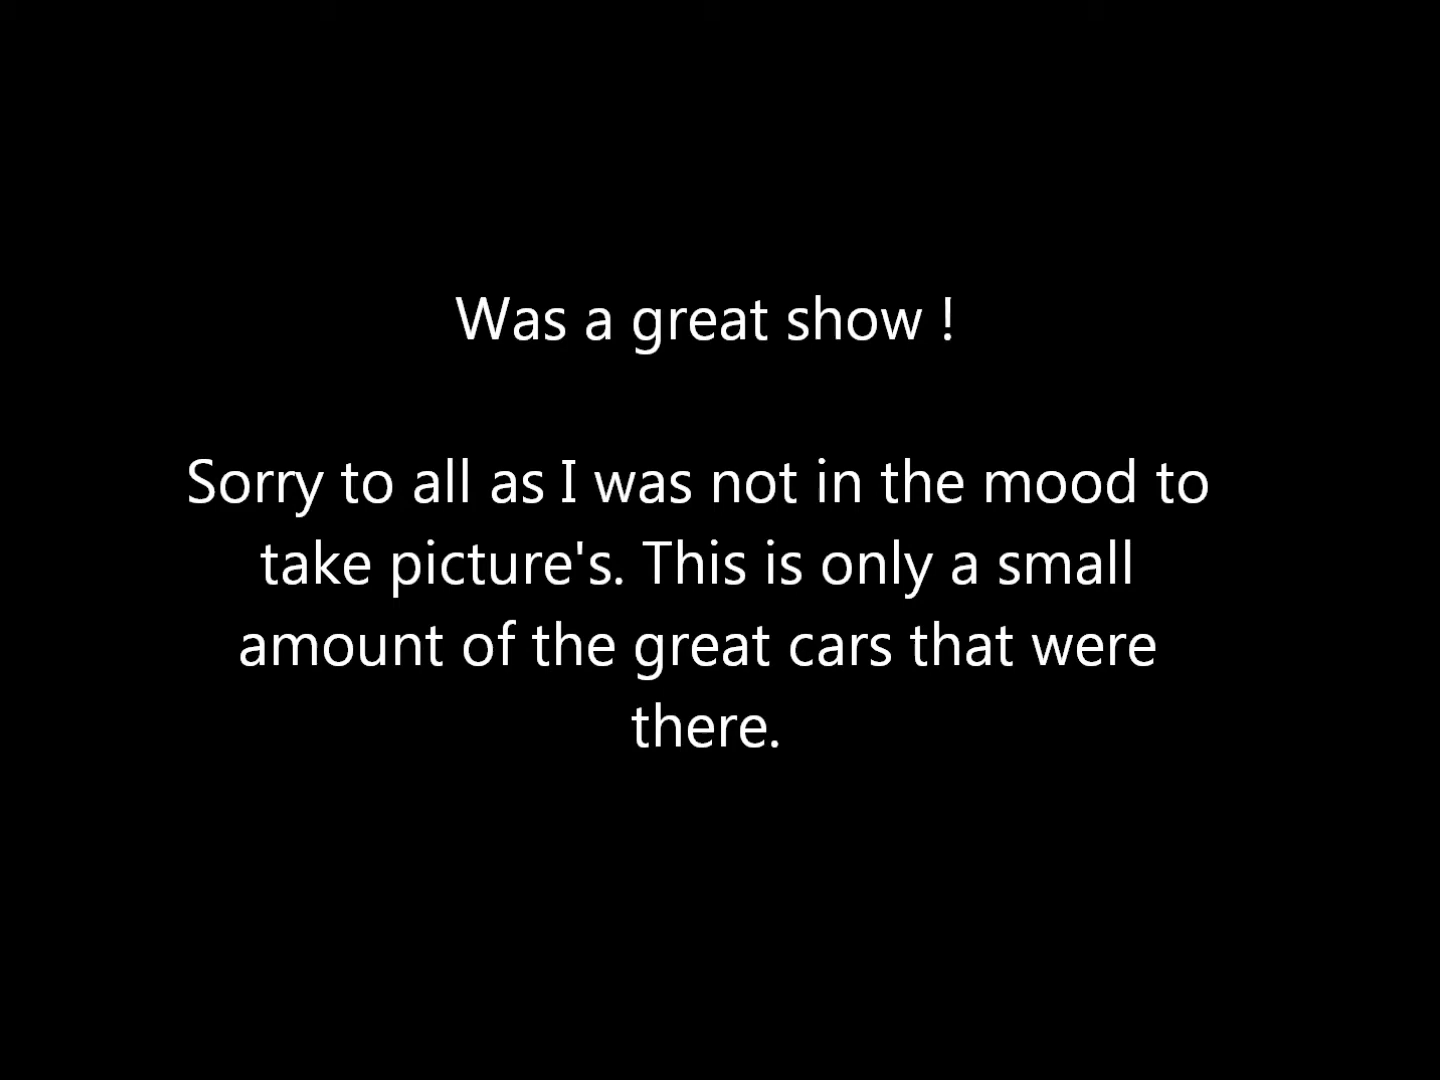 Was a great show !
Sorry to all as I was not in the mood to
take picture's. This is only a small
amount of the great cars that were
there.